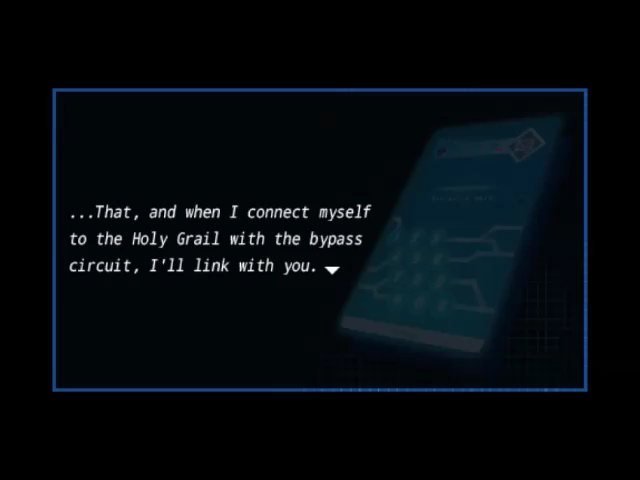 ...That, and when I connect myself
to the Holy Grail with the bypass
circuit, I'll link with you.